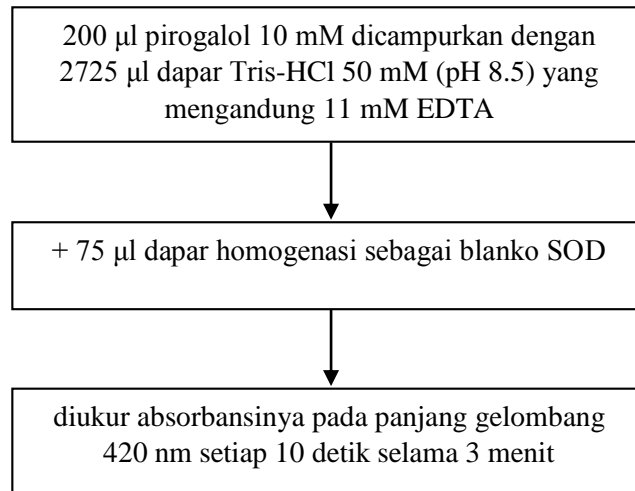 200 μl pirogalol 10 mM dicampurkan dengan
2725 μl dapar Tris-HCl 50 mM (pH 8.5) yang
mengandung 11 mM EDTA
+ 75 μl dapar homogenasi sebagai blanko SOD
diukur absorbansinya pada panjang gelombang
420 nm setiap 10 detik selama 3 menit